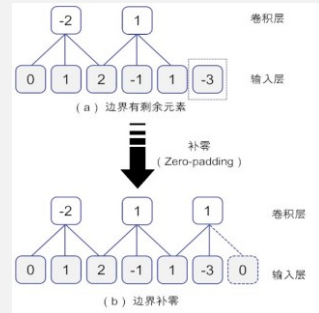 -2 1 卷积层
0 1 2 -1 1 -3 输入层
(a) 边界有剩余元素
补零
(Zero-padding)
-2 1 1 卷积层
0 1 2 -1 1 -3 0 输入层
(b) 边界补零